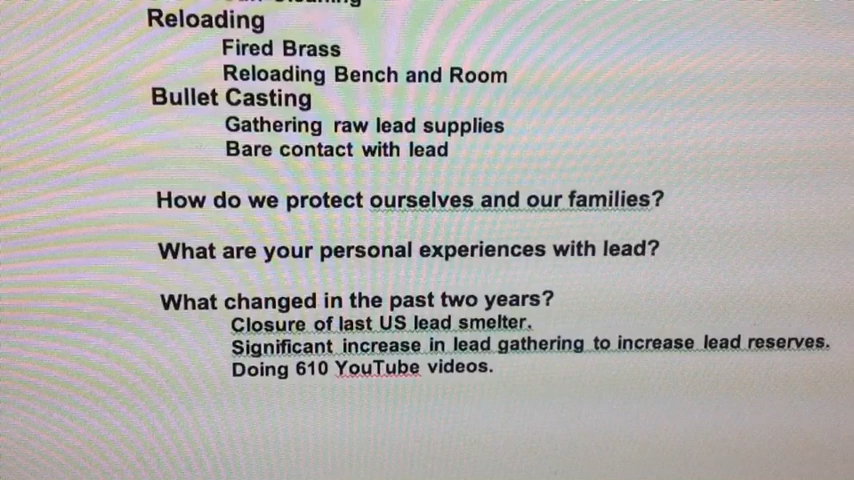 Reloading
Fired Brass
Reloading Bench and Room
Bullet Casting
Gathering raw lead supplies
Bare contact with lead
How do we protect ourselves and our families?
What are your personal experiences with lead?
What changed in the past two years?
Closure of last US lead smelter.
Significant increase in lead gathering to increase lead reserves.
Doing 610 YouTube videos.